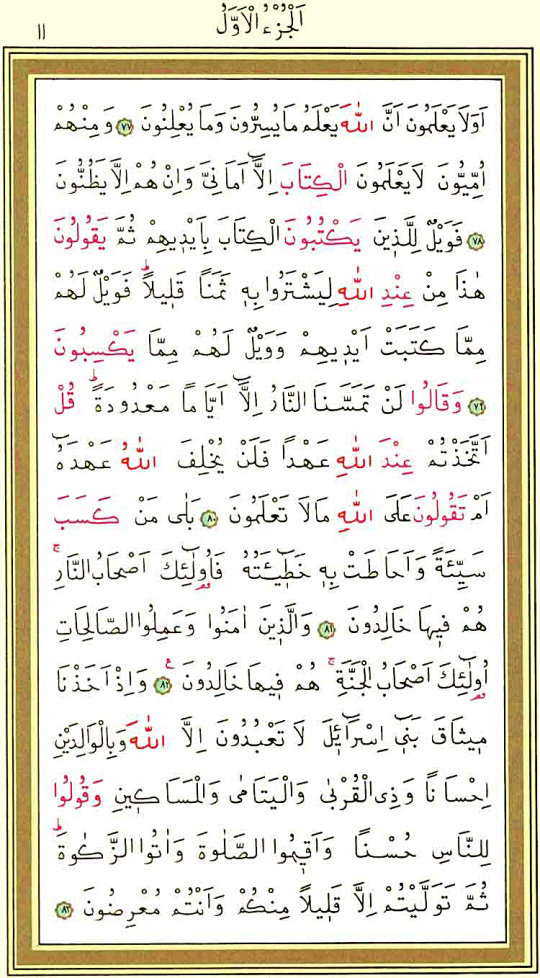 اَلْجُزْءُ الْاَوَّلُ
١١
اَوَلَا يَعْلَمُونَ اَنَّ اللّٰهَ يَعْلَمُ مَا يُسِرُّونَ وَمَا يُعْلِنُونَ ﴿٧٧﴾ وَمِنْهُمْ
اُمِّيُّونَ لَا يَعْلَمُونَ الْكِتَابَ اِلَّٓا اَمَانِيَّ وَاِنْ هُمْ اِلَّا يَظُنُّونَ
﴿٧٨﴾ فَوَيْلٌ لِلَّذ۪ينَ يَكْتُبُونَ الْكِتَابَ بِاَيْد۪يهِمْ ثُمَّ يَقُولُونَ
هٰذَا مِنْ عِنْدِ اللّٰهِ لِيَشْتَرُوا بِه۪ ثَمَنًا قَل۪يلًاۜ فَوَيْلٌ لَهُمْ
مِمَّا كَتَبَتْ اَيْد۪يهِمْ وَوَيْلٌ لَهُمْ مِمَّا يَكْسِبُونَ
﴿٧٩﴾ وَقَالُوا لَنْ تَمَسَّنَا النَّارُ اِلَّٓا اَيَّامًا مَعْدُودَةًۜ قُلْ
اَتَّخَذْتُمْ عِنْدَ اللّٰهِ عَهْدًا فَلَنْ يُخْلِفَ اللّٰهُ عَهْدَهُٓ
اَمْ تَقُولُونَ عَلَى اللّٰهِ مَا لَا تَعْلَمُونَ ﴿٨٠﴾ بَلٰى مَنْ كَسَبَ
سَيِّئَةً وَاَحَاطَتْ بِه۪ خَط۪ٓيـَٔتُهُ فَاُو۬لٰٓئِكَ اَصْحَابُ النَّارِۚ
هُمْ ف۪يهَا خَالِدُونَ ﴿٨١﴾ وَالَّذ۪ينَ اٰمَنُوا وَعَمِلُوا الصَّالِحَاتِ
اُو۬لٰٓئِكَ اَصْحَابُ الْجَنَّةِۚ هُمْ ف۪يهَا خَالِدُونَ ﴿٨٢﴾ وَاِذْ اَخَذْنَا
م۪يثَاقَ بَن۪ٓي اِسْرَٓائ۪لَ لَا تَعْبُدُونَ اِلَّا اللّٰهَ وَبِالْوَالِدَيْنِ
اِحْسَانًا وَذِي الْقُرْبٰى وَالْيَتَامٰى وَالْمَسَاك۪ينِ وَقُولُوا
لِلنَّاسِ حُسْنًا وَاَق۪يمُوا الصَّلٰوةَ وَاٰتُوا الزَّكٰوةَۜ
ثُمَّ تَوَلَّيْتُمْ اِلَّا قَل۪يلًا مِنْكُمْ وَاَنْتُمْ مُعْرِضُونَ ﴿٨٣﴾